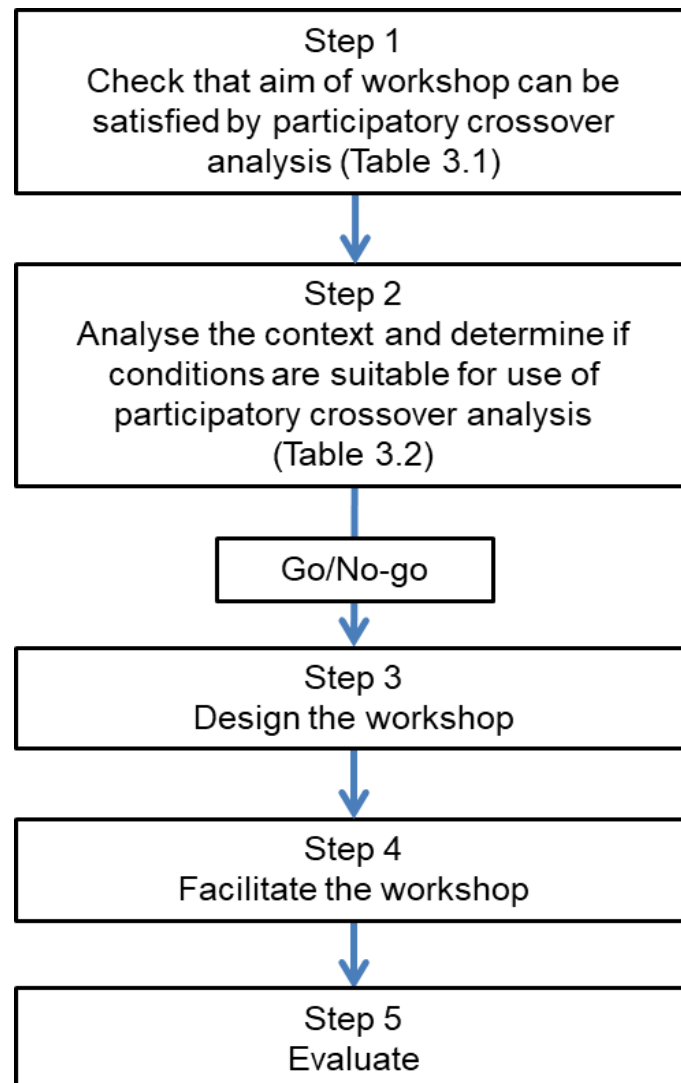 Step 1
Check that aim of workshop can be
satisfied by participatory crossover
analysis (Table 3.1)
Step 2
Analyse the context and determine if
conditions are suitable for use of
participatory crossover analysis
(Table 3.2)
Go/No-go
Step 3
Design the workshop
Step 4
Facilitate the workshop
Step 5
Evaluate